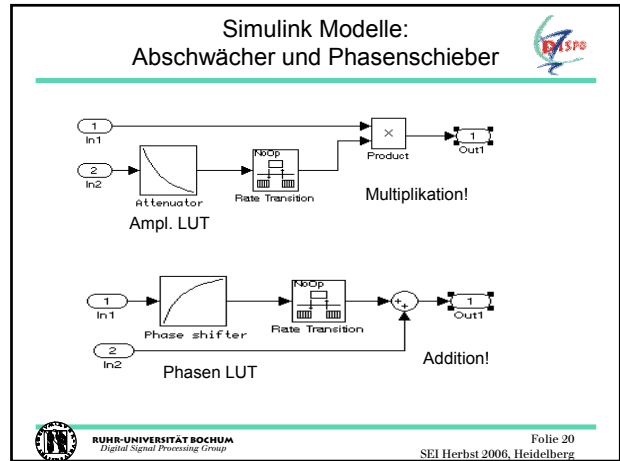 Simulink Modelle:
Abschwächer und Phasenschieber
DISPO
1
In1
2
In2
Attenuator
Ampl. LUT
NoOp
Rate Transition
×
Product
1
Out1
Multiplikation!
1
In1
2
In2
Phase shifter
Phasen LUT
NoOp
Rate Transition
++
1
Out1
Addition!
RUHR-UNIVERSITÄT BOCHUM
Digital Signal Processing Group
Folie 20
SEI Herbst 2006, Heidelberg